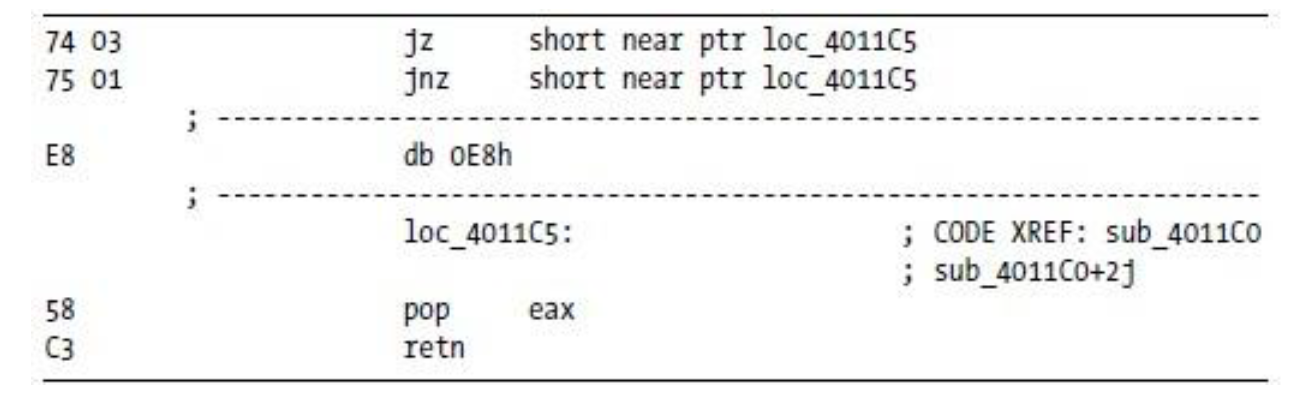 74 03 jz short near ptr loc_4011C5
75 01 jnz short near ptr loc_4011C5
; -------------------------------------------------------------------
E8 db 0E8h
; -------------------------------------------------------------------
loc_4011C5: ; CODE XREF: sub_4011C0
; sub_4011C0+2j
58 pop eax
C3 retn